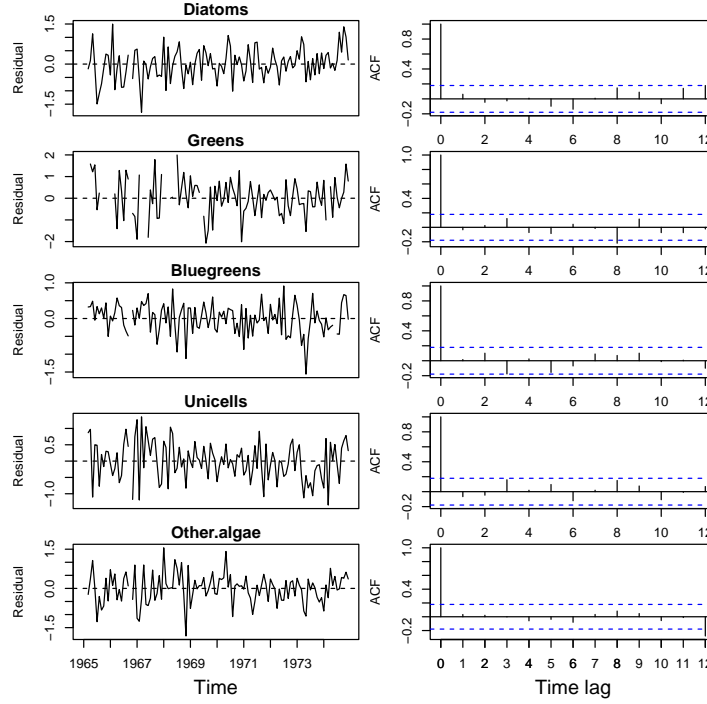 Diatoms
Residual
−1.5 0.0 1.5
ACF
−0.2 0.4 0.8
0 2 4 6 8 10 12
Greens
Residual
−2 0 1 2
ACF
−0.2 0.4 1.0
0 2 4 6 8 10 12
Bluegreens
Residual
−1.5 0.0 1.0
ACF
−0.2 0.4 0.8
0 2 4 6 8 10 12
Unicells
Residual
−1.0 0.5
ACF
−0.2 0.4 0.8
0 2 4 6 8 10 12
Other.algae
Residual
−1.5 0.0 1.5
ACF
−0.2 0.4 1.0
1965 1967 1969 1971 1973
0 1 2 3 4 5 6 7 8 9 10 11 12
Time
Time lag